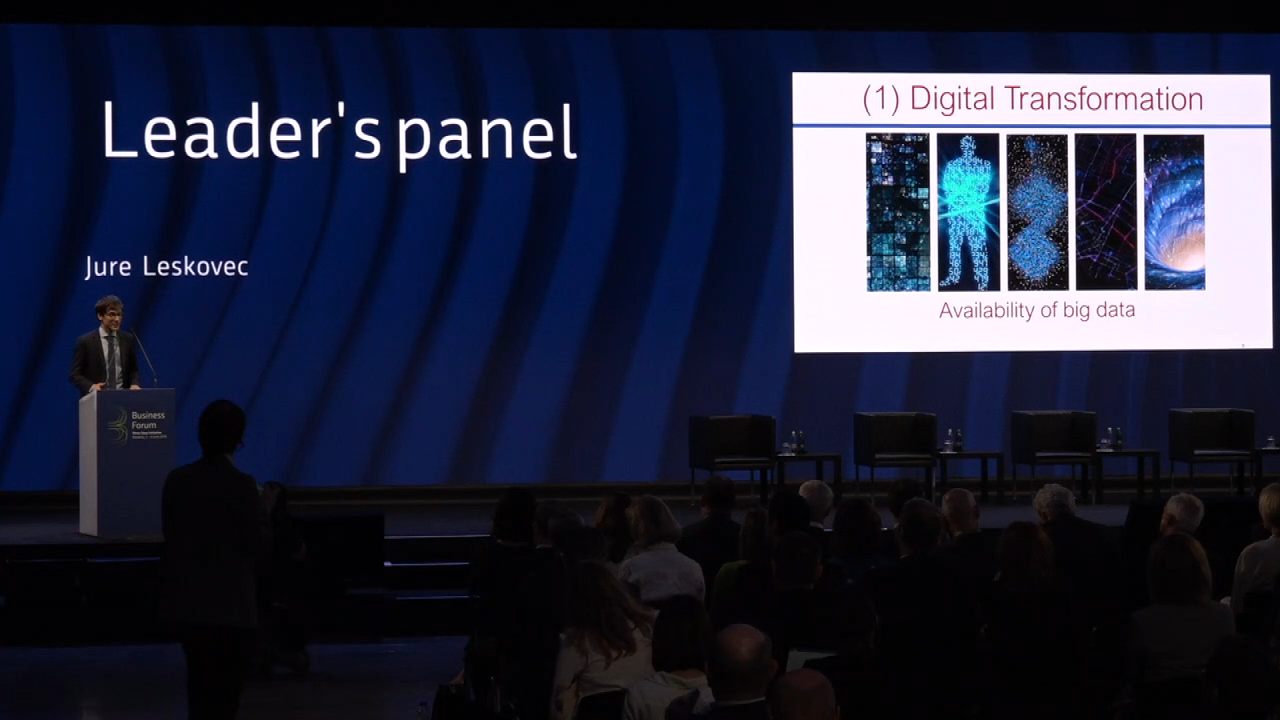 Leader's panel
Jure Leskovec
(1) Digital Transformation
Availability of big data
Business
Forum